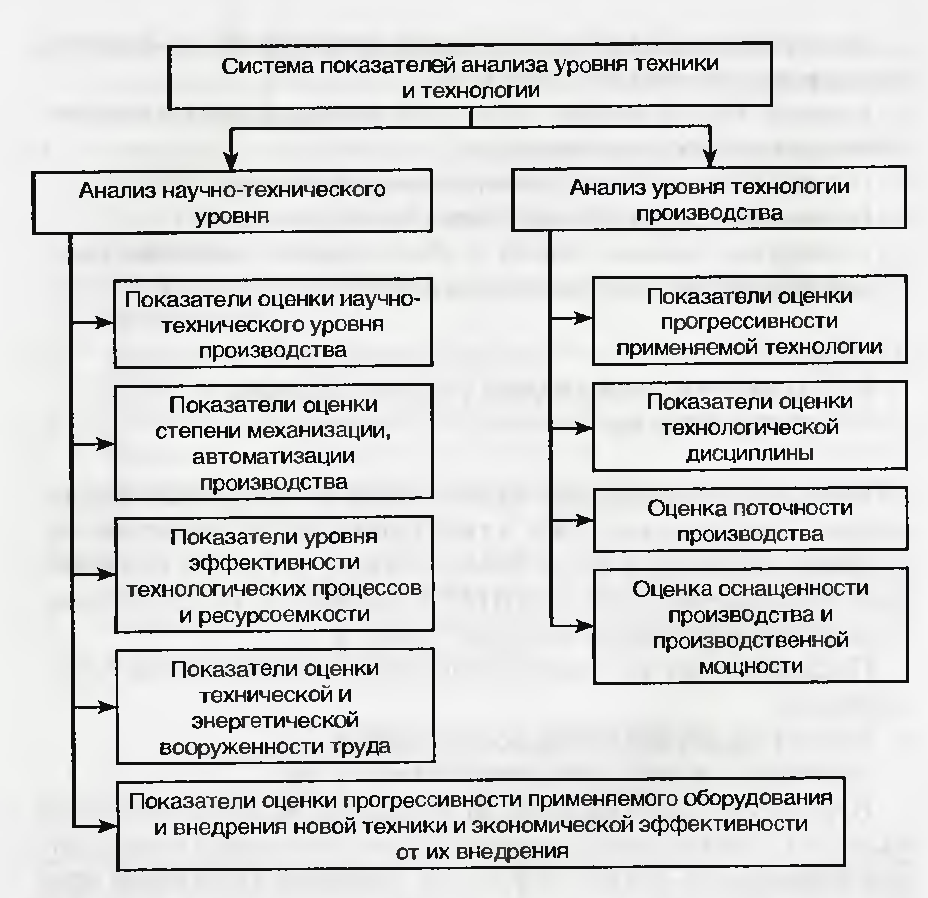 Система показателей анализа уровня техники
и технологии
Анализ научно-технического
уровня
Показатели оценки научно-
технического уровня
производства
Показатели оценки
степени механизации,
автоматизации
производства
Показатели уровня
эффективности
технологических процессов
и ресурсоемкости
Показатели оценки
технической и
энергетической
вооруженности труда
Показатели оценки прогрессивности применяемого оборудования
и внедрения новой техники и экономической эффективности
от их внедрения
Анализ уровня технологии
производства
Показатели оценки
прогрессивности
применяемой технологии
Показатели оценки
технологической
дисциплины
Оценка поточности
производства
Оценка оснащенности
производства и
производственной
мощности